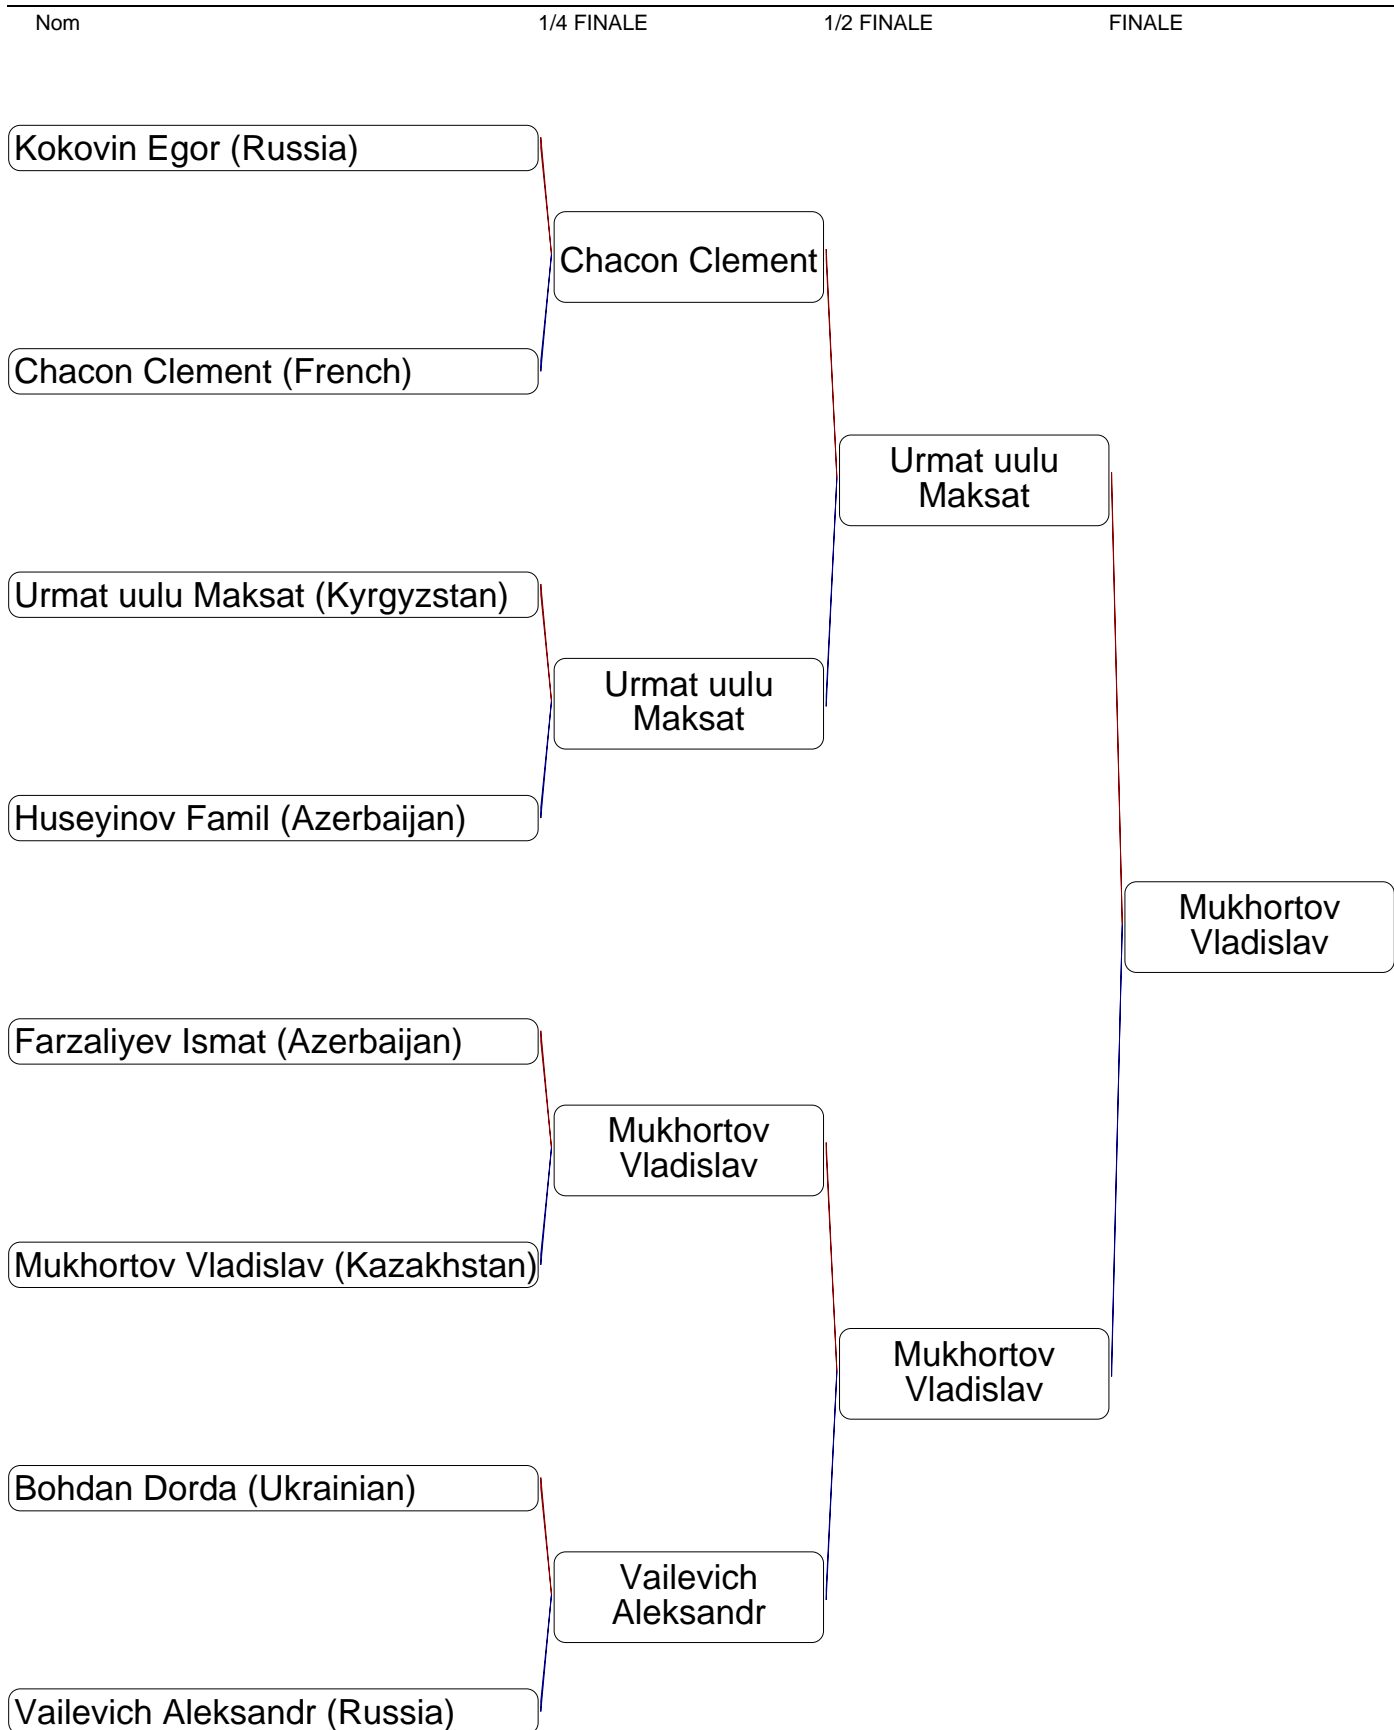 Nom 1/4 FINALE 1/2 FINALE FINALE
Kokovin Egor (Russia)
Chacon Clement
Chacon Clement (French)
Urmat uulu
Maksat
Urmat uulu Maksat (Kyrgyzstan)
Urmat uulu
Maksat
Huseyinov Famil (Azerbaijan)
Mukhortov
Vladislav
Farzaliyev Ismat (Azerbaijan)
Mukhortov
Vladislav
Mukhortov Vladislav (Kazakhstan)
Mukhortov
Vladislav
Bohdan Dorda (Ukrainian)
Vailevich
Aleksandr
Vailevich Aleksandr (Russia)